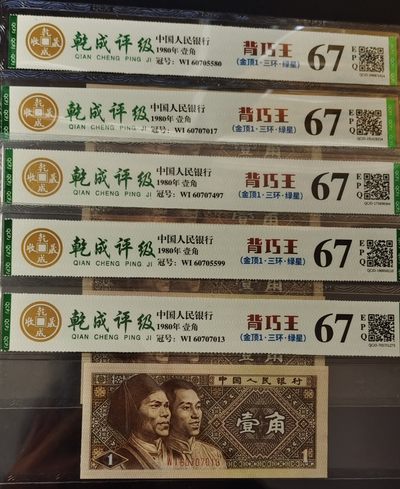 乾成评级
QIAN CHENG PING JI
中国人民银行
1980年 壹角
冠号：WI 60705580
背巧王
(金顶1·三环·绿星)
67
EPQ
乾成评级
QIAN CHENG PING JI
中国人民银行
1980年 壹角
冠号：WI 60707017
背巧王
(金顶1·三环·绿星)
67
EPQ
乾成评级
QIAN CHENG PING JI
中国人民银行
1980年 壹角
冠号：WI 60707497
背巧王
(金顶1·三环·绿星)
67
EPQ
乾成评级
QIAN CHENG PING JI
中国人民银行
1980年 壹角
冠号：WI 60705599
背巧王
(金顶1·三环·绿星)
67
EPQ
乾成评级
QIAN CHENG PING JI
中国人民银行
1980年 壹角
冠号：WI 60707013
背巧王
(金顶1·三环·绿星)
67
EPQ
中国人民银行
壹角
WI60707013
1
1